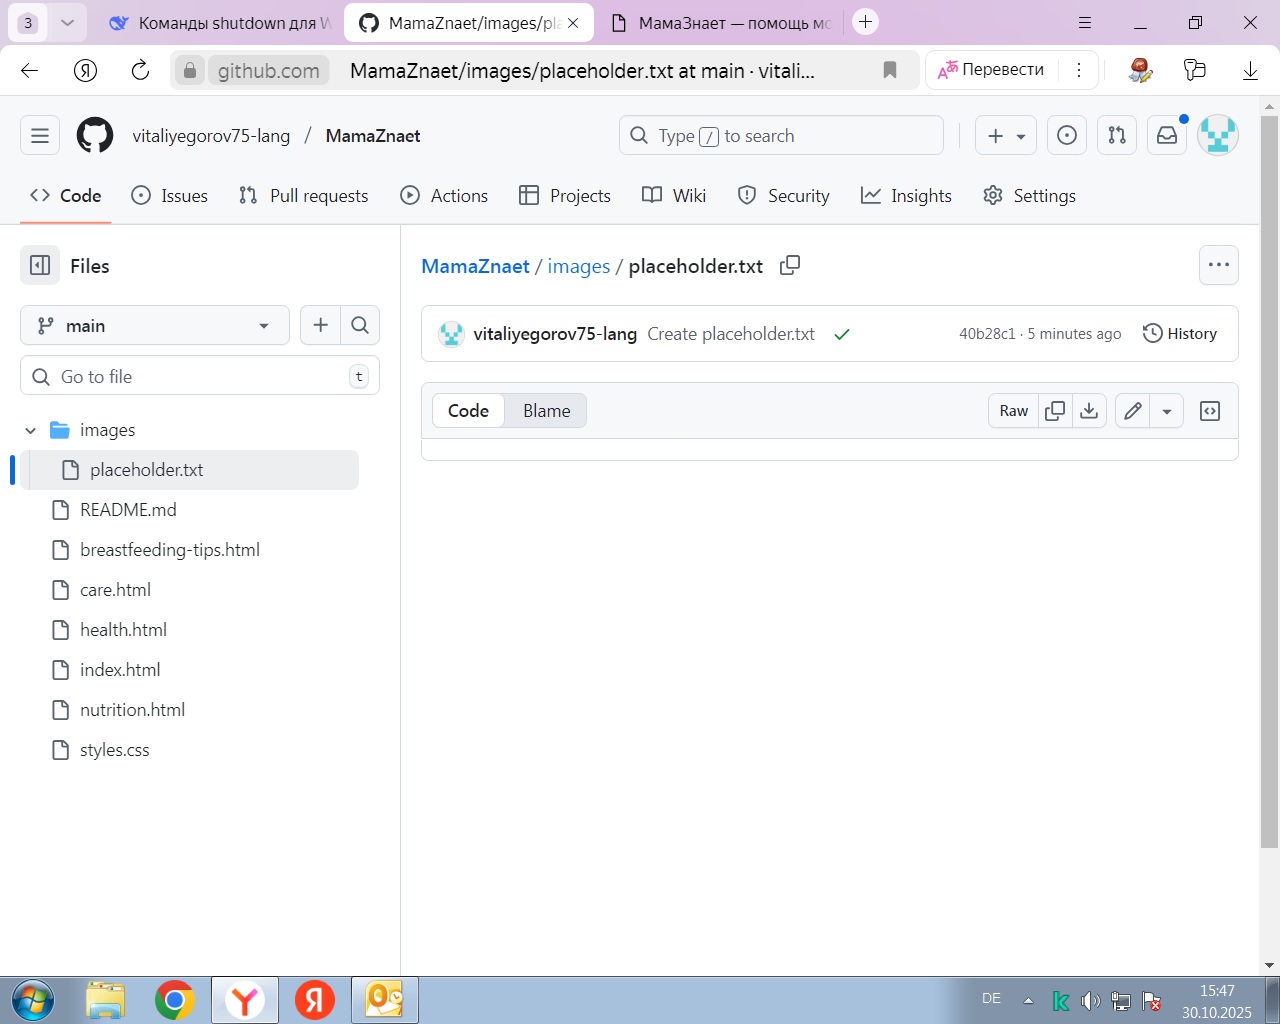 3
Команды shutdown для W
MamaZnaet/images/pla
МамаЗнает — помощь мо
Я
github.com
MamaZnaet/images/placeholder.txt at main · vitali...
Перевести
vitaliyegorov75-lang / MamaZnaet
Type / to search
Code
Issues
Pull requests
Actions
Projects
Wiki
Security
Insights
Settings
Files
main
Go to file
t
images
placeholder.txt
README.md
breastfeeding-tips.html
care.html
health.html
index.html
nutrition.html
styles.css
MamaZnaet / images / placeholder.txt
vitaliyegorov75-lang Create placeholder.txt
40b28c1 · 5 minutes ago
History
Code
Blame
Raw
DE
15:47
30.10.2025